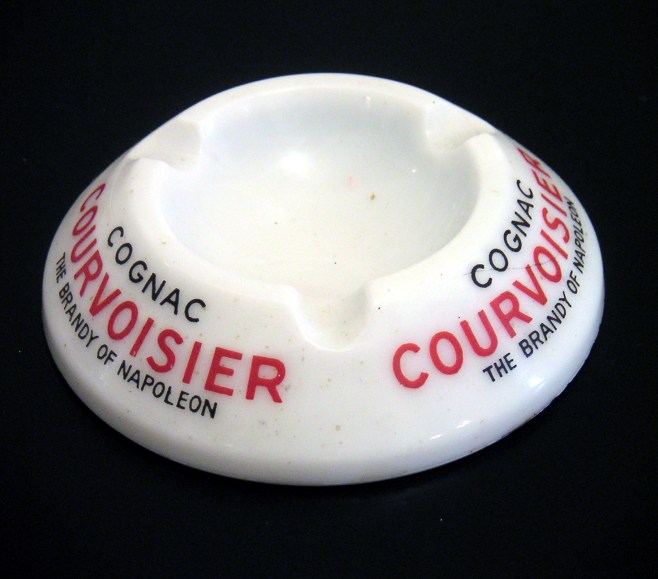 COGNAC
COURVOISIER
THE BRANDY OF NAPOLEON
COGNAC
COURVOISIER
THE BRANDY OF NAPOLEON